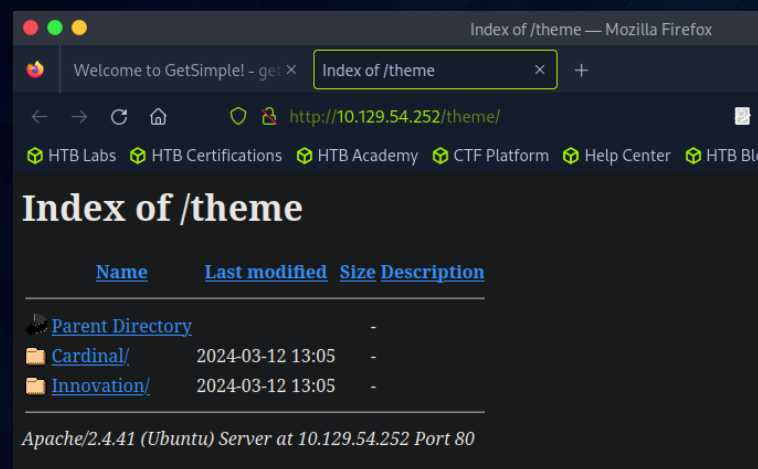 Index of /theme — Mozilla Firefox
Welcome to GetSimple! - get
Index of /theme
http://10.129.54.252/theme/
HTB Labs HTB Certifications HTB Academy CTF Platform Help Center HTB Blo
Index of /theme
Name Last modified Size Description
Parent Directory -
Cardinal/ 2024-03-12 13:05 -
Innovation/ 2024-03-12 13:05 -
Apache/2.4.41 (Ubuntu) Server at 10.129.54.252 Port 80